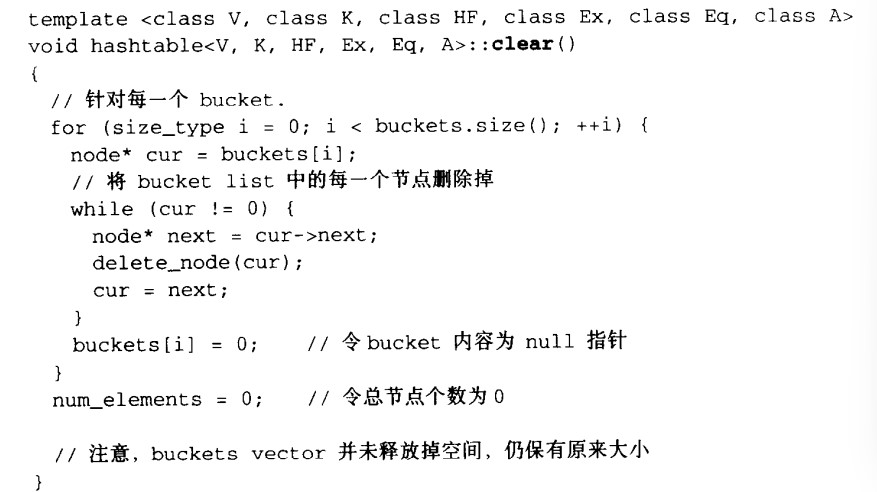 template <class V, class K, class HF, class Ex, class Eq, class A>
void hashtable<V, K, HF, Ex, Eq, A>::clear()
{
  // 针对每一个 bucket.
  for (size_type i = 0; i < buckets.size(); ++i) {
    node* cur = buckets[i];
    // 将 bucket list 中的每一个节点删除掉
    while (cur != 0) {
      node* next = cur->next;
      delete_node(cur);
      cur = next;
    }
    buckets[i] = 0;    // 令 bucket 内容为 null 指针
  }
  num_elements = 0;    // 令总节点个数为 0
  // 注意，buckets vector 并未释放掉空间，仍保有原来大小
}